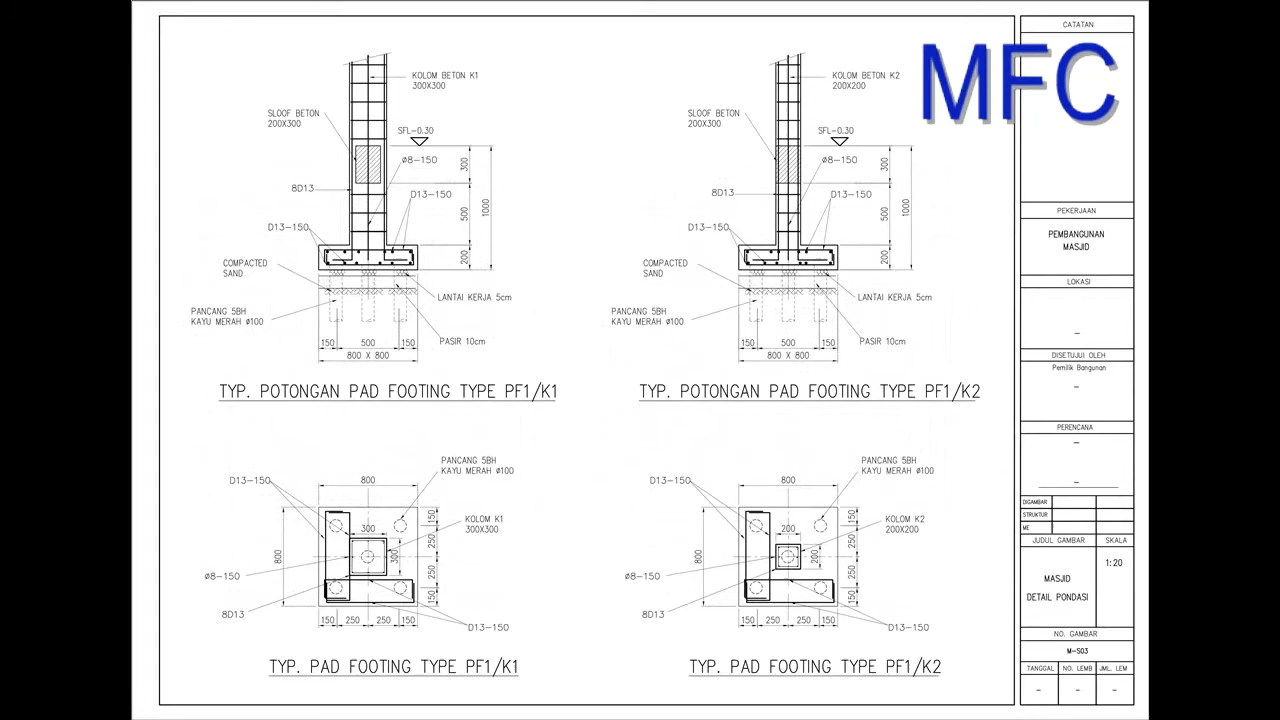 KOLOM BETON K1
300X300
SLOOF BETON
200X300
SFL-0.30
Ø8-150
8D13
D13-150
D13-150
300
500
200
1000
COMPACTED
SAND
LANTAI KERJA 5cm
PANCANG 5BH
KAYU MERAH Ø100
PASIR 10cm
150
500
150
800 X 800
TYP. POTONGAN PAD FOOTING TYPE PF1/K1
KOLOM BETON K2
200X200
SLOOF BETON
200X300
SFL-0.30
Ø8-150
8D13
D13-150
D13-150
300
500
200
1000
COMPACTED
SAND
LANTAI KERJA 5cm
PANCANG 5BH
KAYU MERAH Ø100
PASIR 10cm
150
500
150
800 X 800
TYP. POTONGAN PAD FOOTING TYPE PF1/K2
PANCANG 5BH
KAYU MERAH Ø100
D13-150
800
KOLOM K1
300X300
300
300
800
150
250
250
150
Ø8-150
8D13
150
250
250
150
D13-150
TYP. PAD FOOTING TYPE PF1/K1
PANCANG 5BH
KAYU MERAH Ø100
D13-150
800
KOLOM K2
200X200
200
200
800
150
250
250
150
Ø8-150
8D13
150
250
250
150
D13-150
TYP. PAD FOOTING TYPE PF1/K2
CATATAN
MFC
PEKERJAAN
PEMBANGUNAN
MASJID
LOKASI
-
DISETUJUI OLEH
Pemilik Bangunan
-
PERENCANA
-
-
DIGAMBAR
STRUKTUR
ME
JUDUL GAMBAR
SKALA
1:20
MASJID
DETAIL PONDASI
NO. GAMBAR
M-S03
TANGGAL
NO. LEMB
JML. LEM
-
-
-